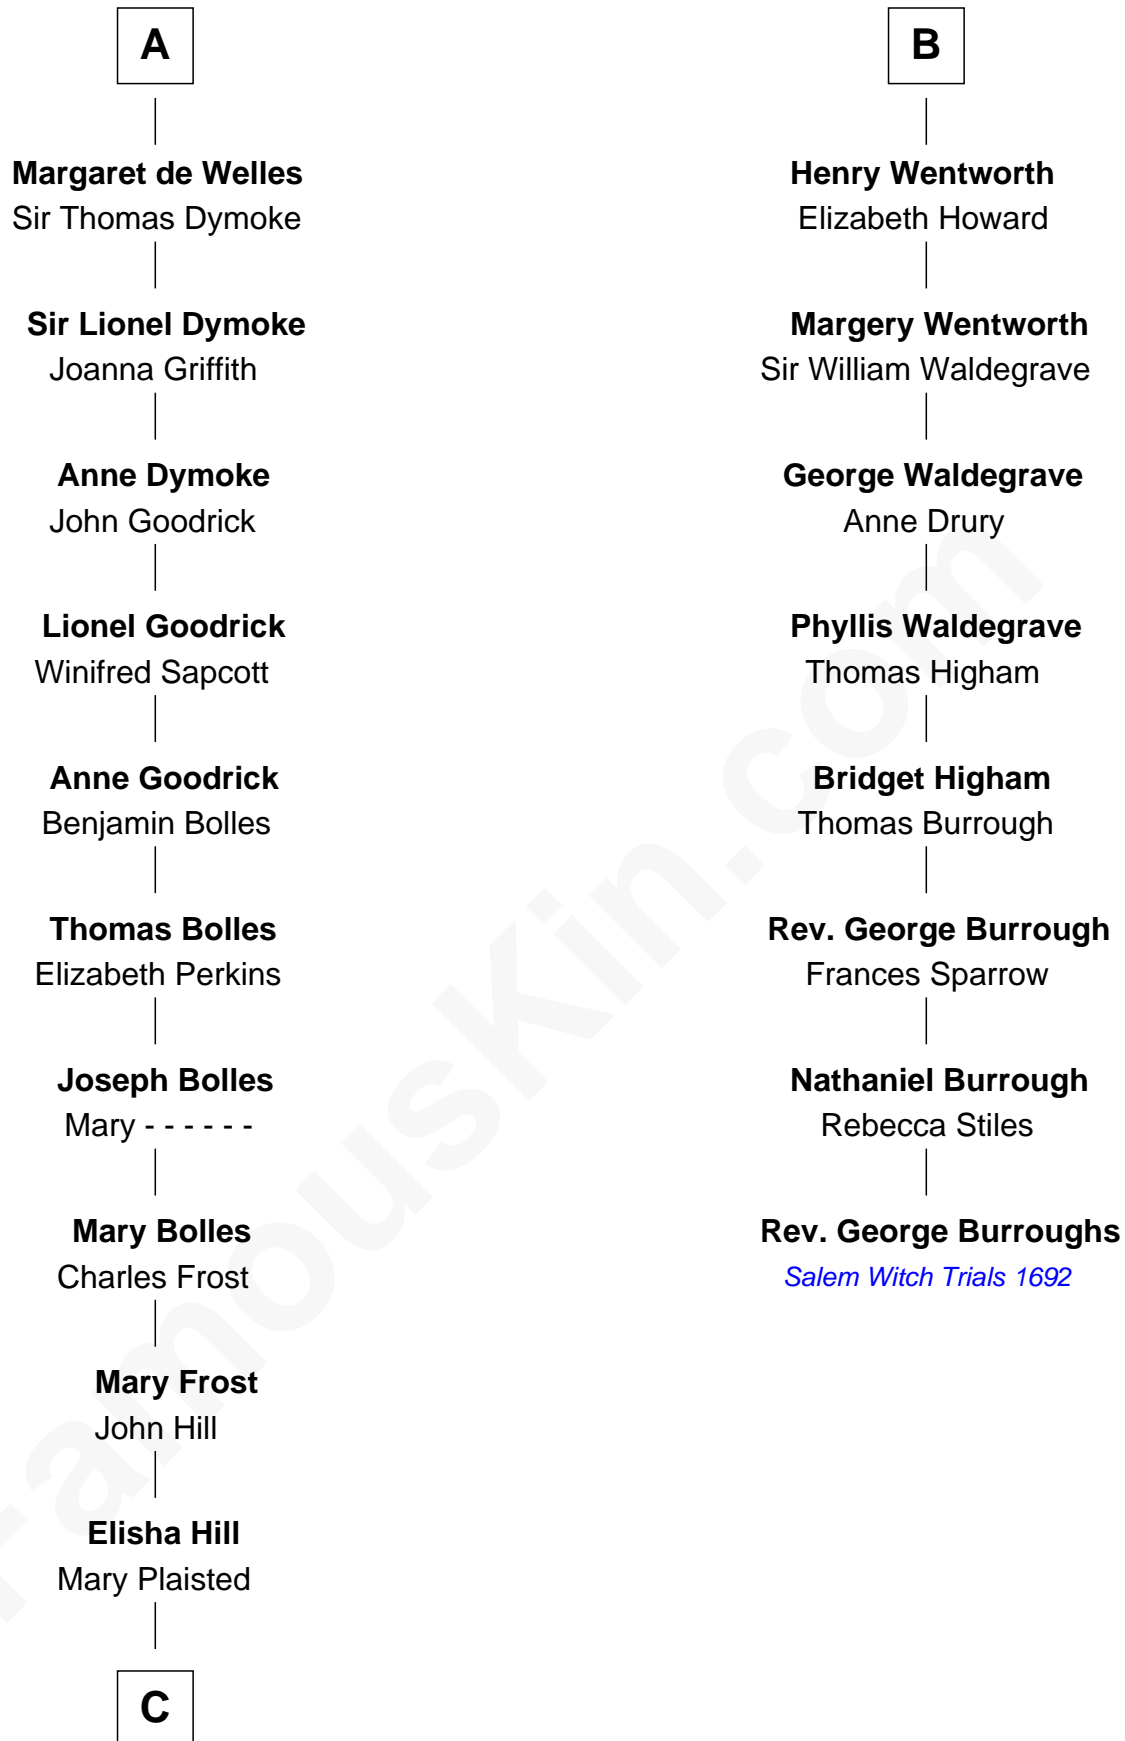 A
Margaret de Welles
Sir Thomas Dymoke
Sir Lionel Dymoke
Joanna Griffith
Anne Dymoke
John Goodrick
Lionel Goodrick
Winifred Sapcott
Anne Goodrick
Benjamin Bolles
Thomas Bolles
Elizabeth Perkins
Joseph Bolles
Mary - - - - - -
Mary Bolles
Charles Frost
Mary Frost
John Hill
Elisha Hill
Mary Plaisted
C
B
Henry Wentworth
Elizabeth Howard
Margery Wentworth
Sir William Waldegrave
George Waldegrave
Anne Drury
Phyllis Waldegrave
Thomas Higham
Bridget Higham
Thomas Burrough
Rev. George Burrough
Frances Sparrow
Nathaniel Burrough
Rebecca Stiles
Rev. George Burroughs
Salem Witch Trials 1692
FamousKin.com